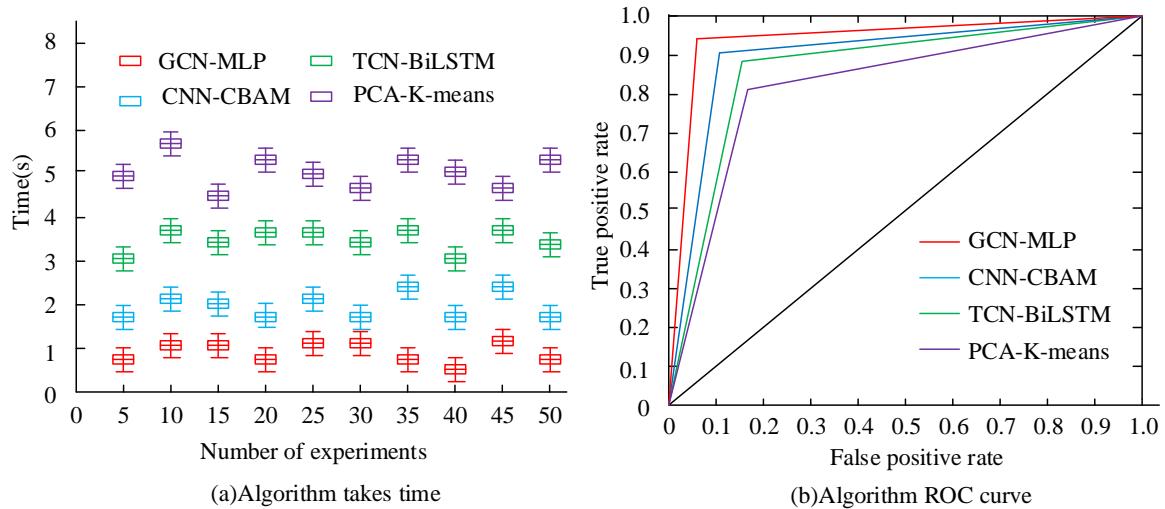 8
7
6
5
4
3
2
1
0
Time(s)
GCN-MLP
TCN-BiLSTM
CNN-CBAM
PCA-K-means
0 5 10 15 20 25 30 35 40 45 50
Number of experiments
(a)Algorithm takes time
1.0
0.9
0.8
0.7
0.6
0.5
0.4
0.3
0.2
0.1
0
True positive rate
GCN-MLP
CNN-CBAM
TCN-BiLSTM
PCA-K-means
0 0.1 0.2 0.3 0.4 0.5 0.6 0.7 0.8 0.9 1.0
False positive rate
(b)Algorithm ROC curve